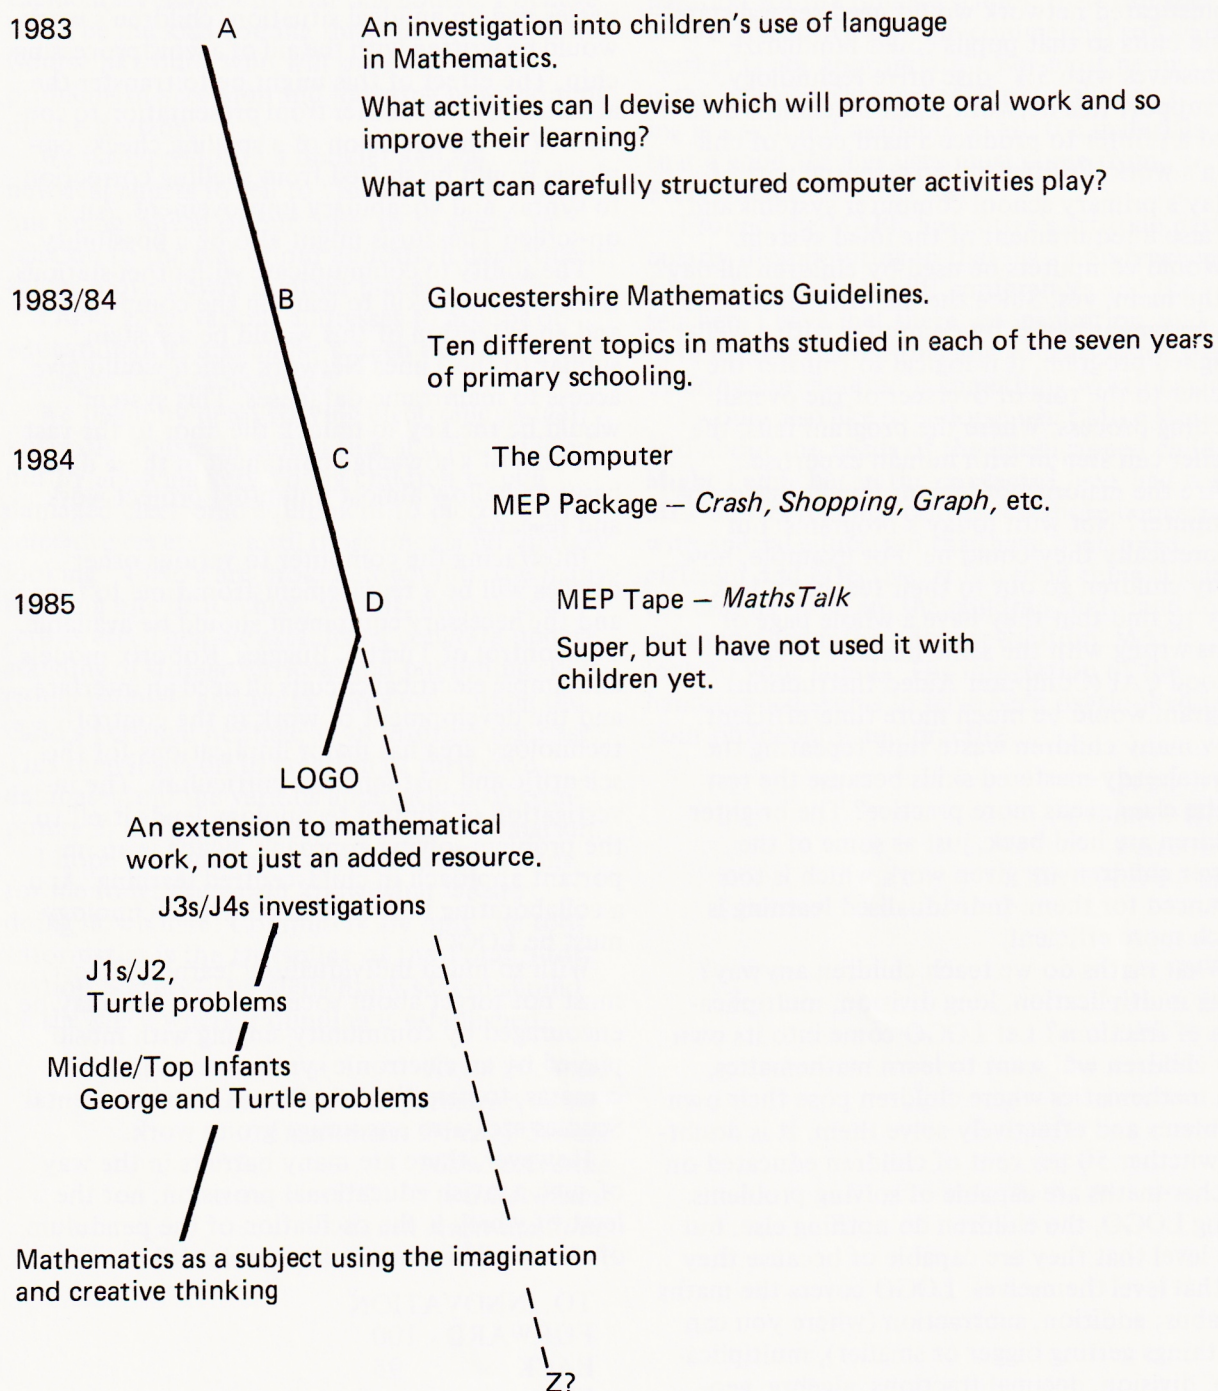 1983 A An investigation into children's use of language
in Mathematics.
What activities can I devise which will promote oral work and so
improve their learning?
What part can carefully structured computer activities play?
1983/84 B Gloucestershire Mathematics Guidelines.
Ten different topics in maths studied in each of the seven years
of primary schooling.
1984 C The Computer
MEP Package – Crash, Shopping, Graph, etc.
1985 D MEP Tape – MathsTalk
Super, but I have not used it with
children yet.
LOGO
An extension to mathematical
work, not just an added resource.
J3s/J4s investigations
J1s/J2,
Turtle problems
Middle/Top Infants
George and Turtle problems
Mathematics as a subject using the imagination
and creative thinking
Z?